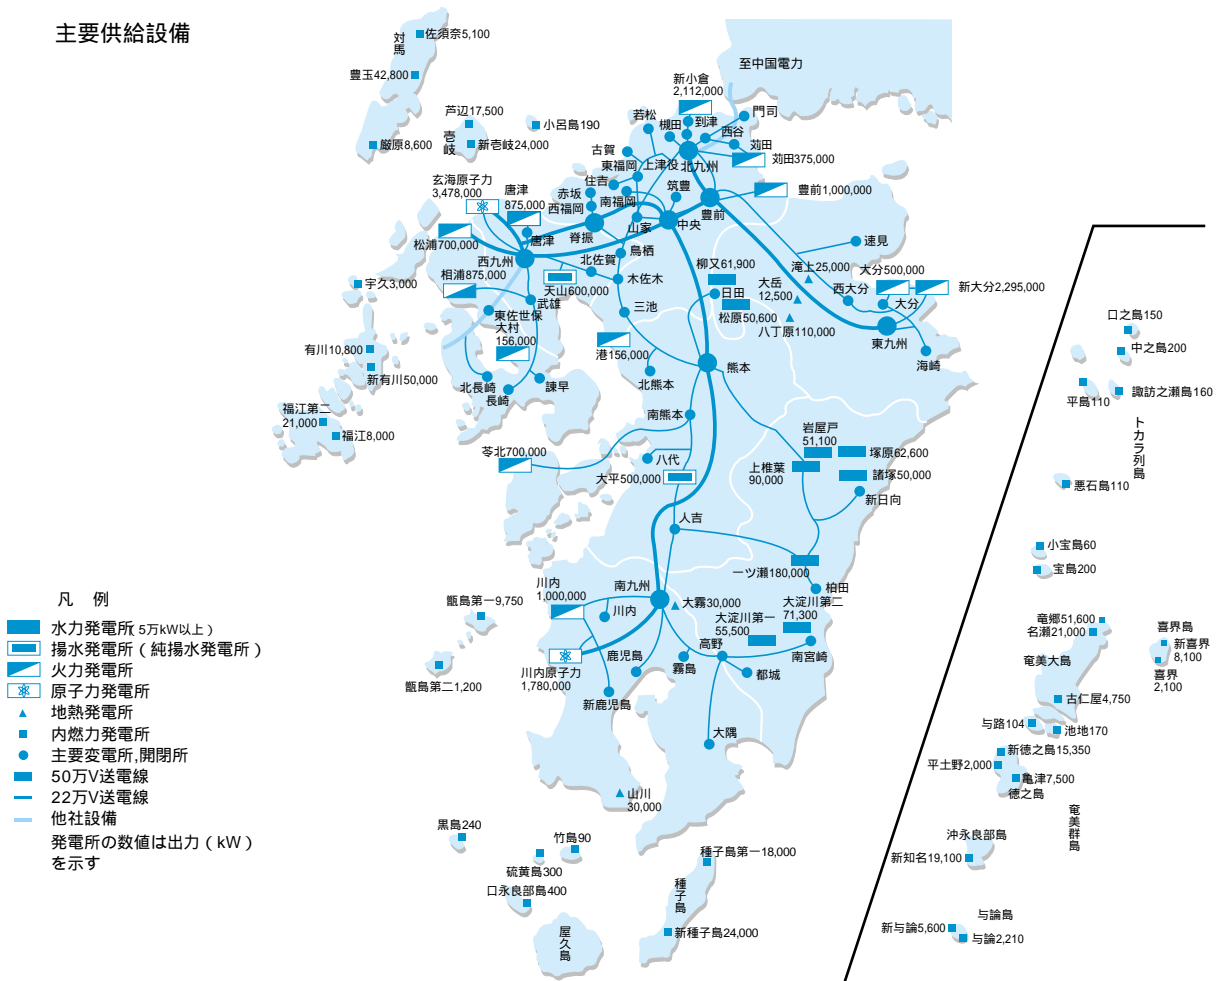 主要供給設備
対馬
佐須奈5,100
豊玉42,800
厳原8,600
芦辺17,500
壱岐
新壱岐24,000
小呂島190
至中国電力
新小倉
2,112,000
門司
若松
槻田
到津
西谷
苅田
苅田375,000
古賀
東福岡
上津役
北九州
豊前1,000,000
玄海原子力
3,478,000
唐津
875,000
住吉
赤坂
南福岡
西福岡
筑豊
豊前
中央
山家
脊振
唐津
松浦700,000
西九州
鳥栖
北佐賀
木佐木
天山600,000
相浦875,000
武雄
東佐世保
大村
156,000
三池
港156,000
北熊本
北長崎
長崎
諫早
速見
柳又61,900
日田
松原50,600
滝上25,000
大岳
12,500
八丁原110,000
大分500,000
西大分
大分
新大分2,295,000
東九州
海崎
宇久3,000
有川10,800
新有川50,000
福江第二
21,000
福江8,000
熊本
南熊本
苓北700,000
八代
大平500,000
人吉
岩屋戸
51,100
塚原62,600
上椎葉
90,000
諸塚50,000
新日向
一ツ瀬180,000
柏田
川内
1,000,000
南九州
川内
大霧30,000
大淀川第一
55,500
大淀川第二
71,300
高野
南宮崎
霧島
都城
鹿児島
新鹿児島
川内原子力
1,780,000
大隅
山川
30,000
甑島第一9,750
甑島第二1,200
黒島240
竹島90
硫黄島300
口永良部島400
屋久島
種子島第一18,000
種子島
新種子島24,000
口之島150
中之島200
平島110
諏訪之瀬島160
トカラ列島
悪石島110
小宝島60
宝島200
竜郷51,600
名瀬21,000
奄美大島
喜界島
新喜界
8,100
喜界
2,100
古仁屋4,750
与路104
池地170
新徳之島15,350
平土野2,000
亀津7,500
徳之島
奄美群島
沖永良部島
新知名19,100
与論島
新与論5,600
与論2,210
凡 例
水力発電所(5万kW以上)
揚水発電所(純揚水発電所)
火力発電所
原子力発電所
地熱発電所
内燃力発電所
主要変電所,開閉所
50万V送電線
22万V送電線
他社設備
発電所の数値は出力(kW)
を示す